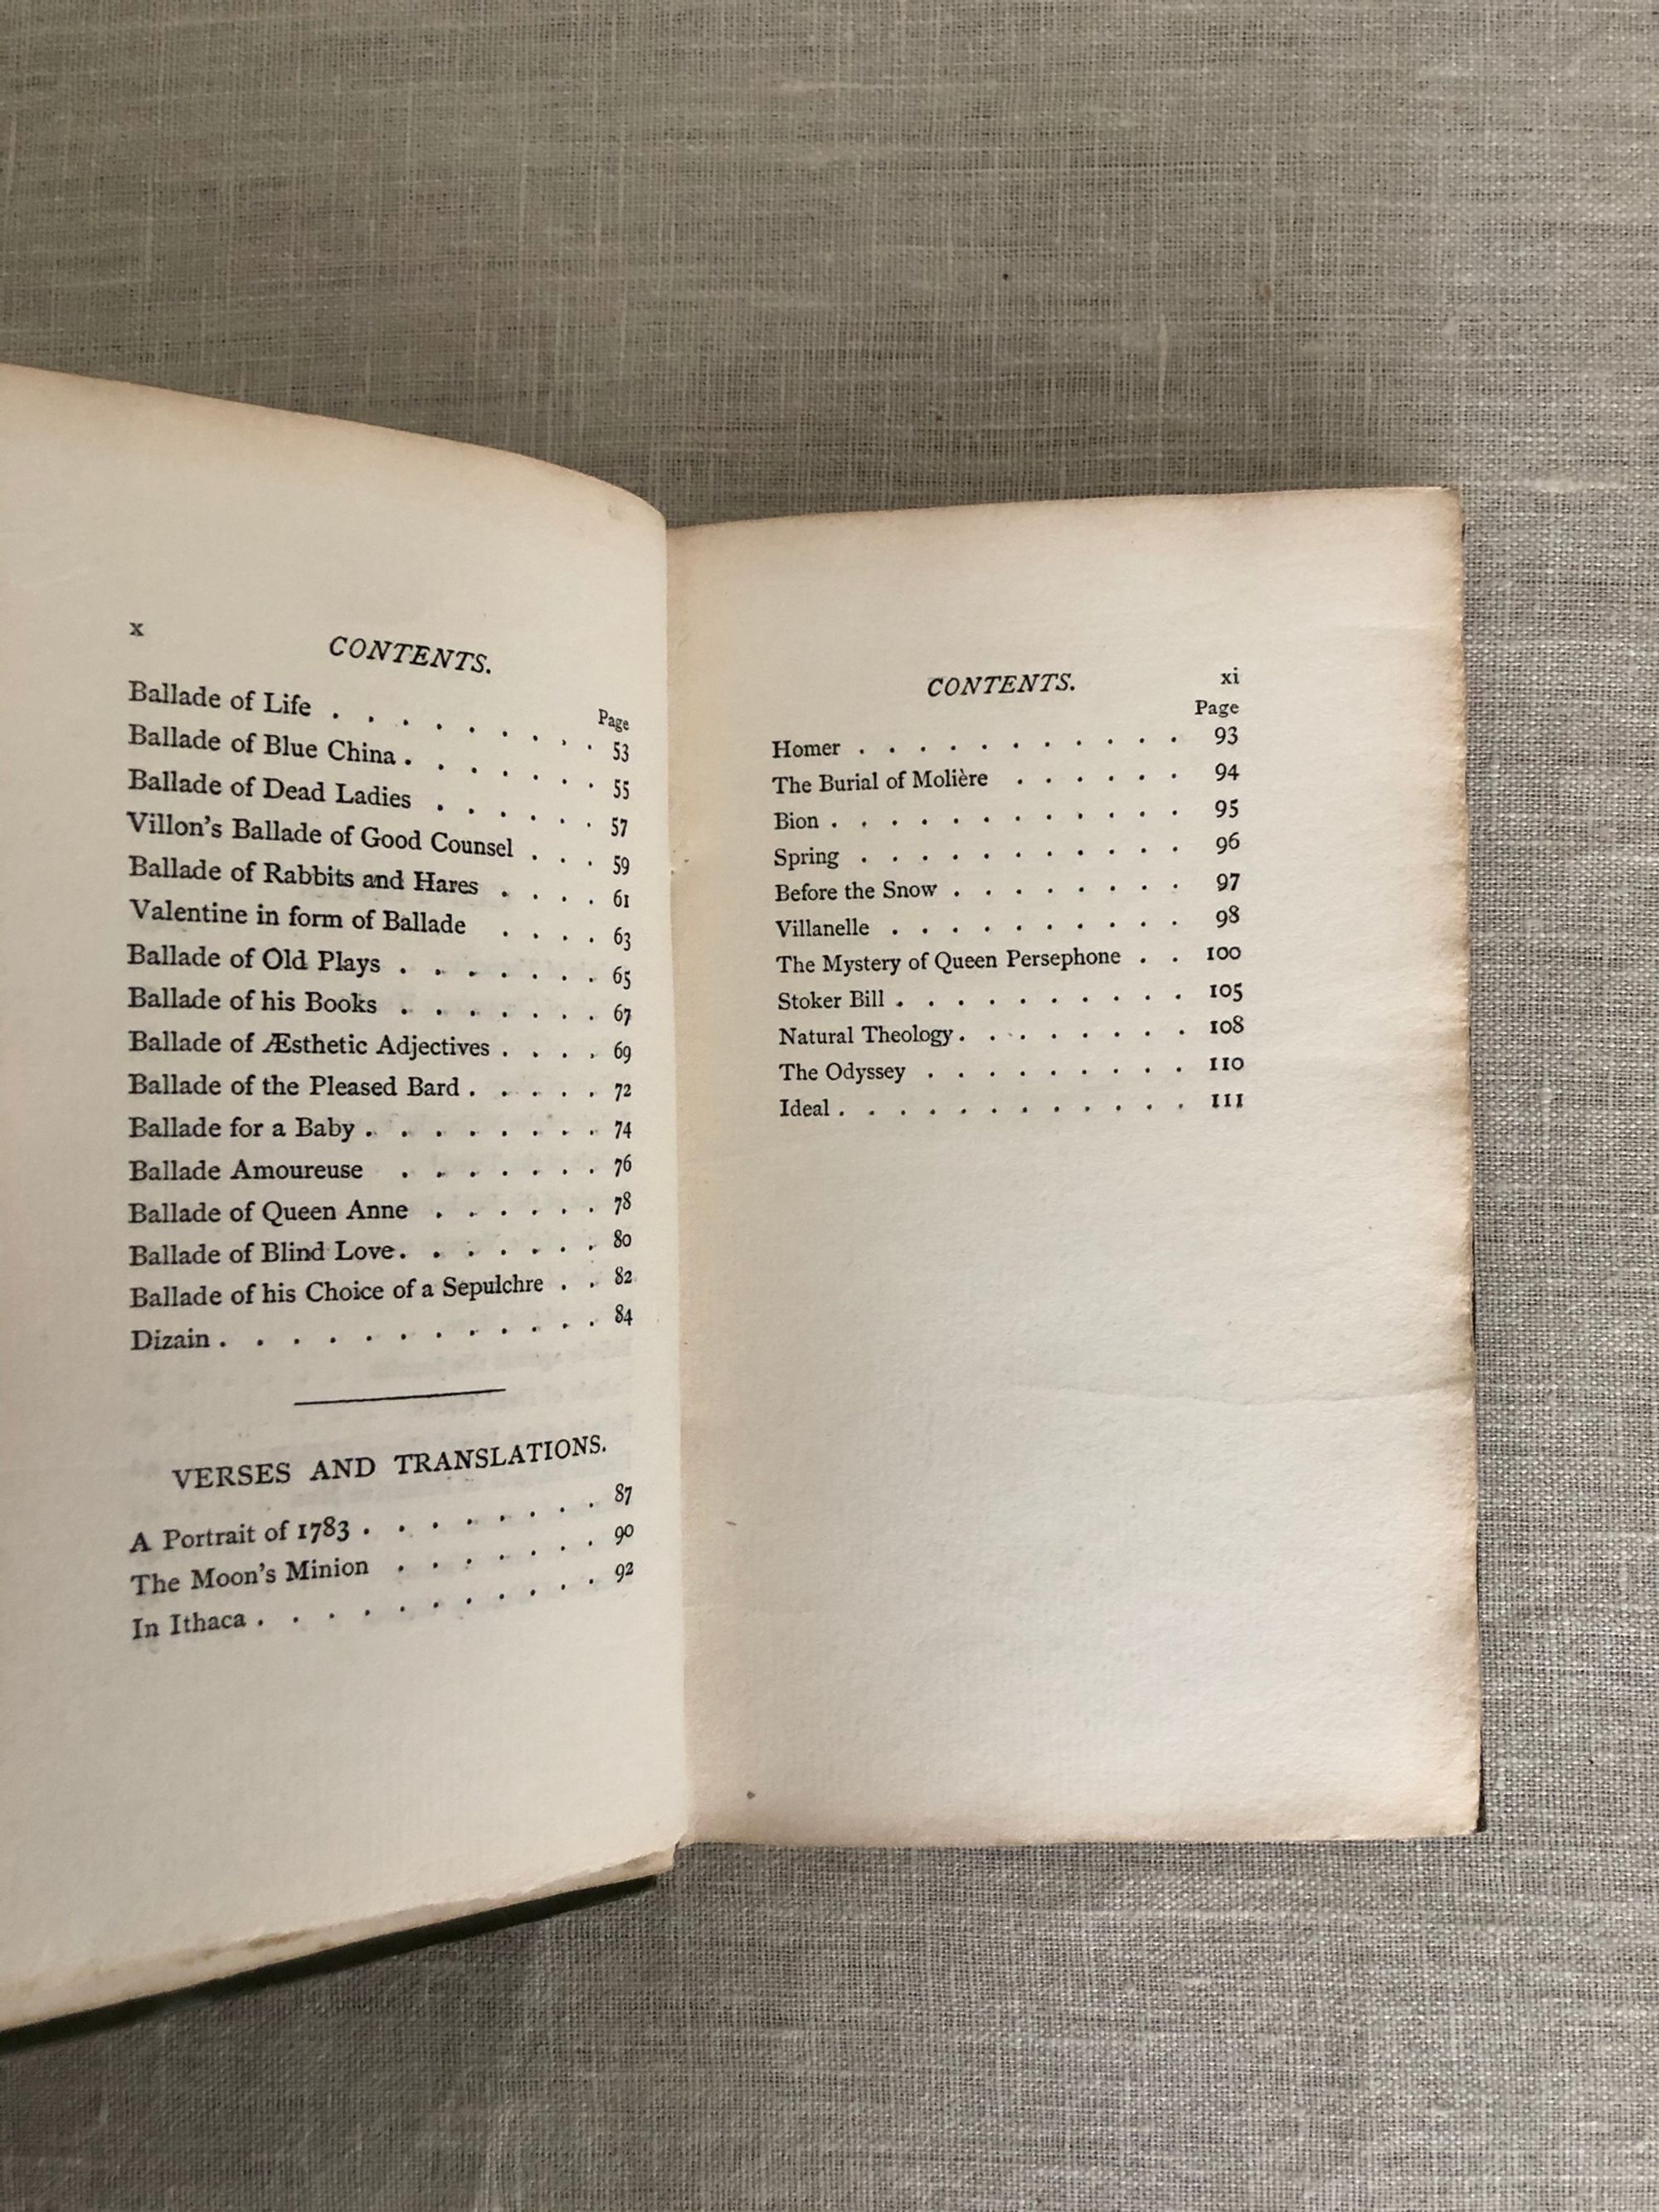 x
CONTENTS.
Page
Ballade of Life . . . . . . . . 53
Ballade of Blue China . . . . . . . 55
Ballade of Dead Ladies . . . . . . 57
Villon's Ballade of Good Counsel . . . 59
Ballade of Rabbits and Hares . . . . 61
Valentine in form of Ballade . . . . 63
Ballade of Old Plays . . . . . . . 65
Ballade of his Books . . . . . . . 67
Ballade of Æsthetic Adjectives . . . . 69
Ballade of the Pleased Bard . . . . . 72
Ballade for a Baby . . . . . . . . 74
Ballade Amoureuse . . . . . . . 76
Ballade of Queen Anne . . . . . . 78
Ballade of Blind Love . . . . . . . 80
Ballade of his Choice of a Sepulchre . . 82
Dizain . . . . . . . . . . . . 84
VERSES AND TRANSLATIONS.
A Portrait of 1783 . . . . . . . . 87
The Moon's Minion . . . . . . . 90
In Ithaca . . . . . . . . . . . 92
CONTENTS. xi
Page
Homer . . . . . . . . . . . 93
The Burial of Molière . . . . . . 94
Bion . . . . . . . . . . . . 95
Spring . . . . . . . . . . . 96
Before the Snow . . . . . . . . 97
Villanelle . . . . . . . . . . 98
The Mystery of Queen Persephone . . 100
Stoker Bill . . . . . . . . . . 105
Natural Theology . . . . . . . . 108
The Odyssey . . . . . . . . . 110
Ideal . . . . . . . . . . . . 111